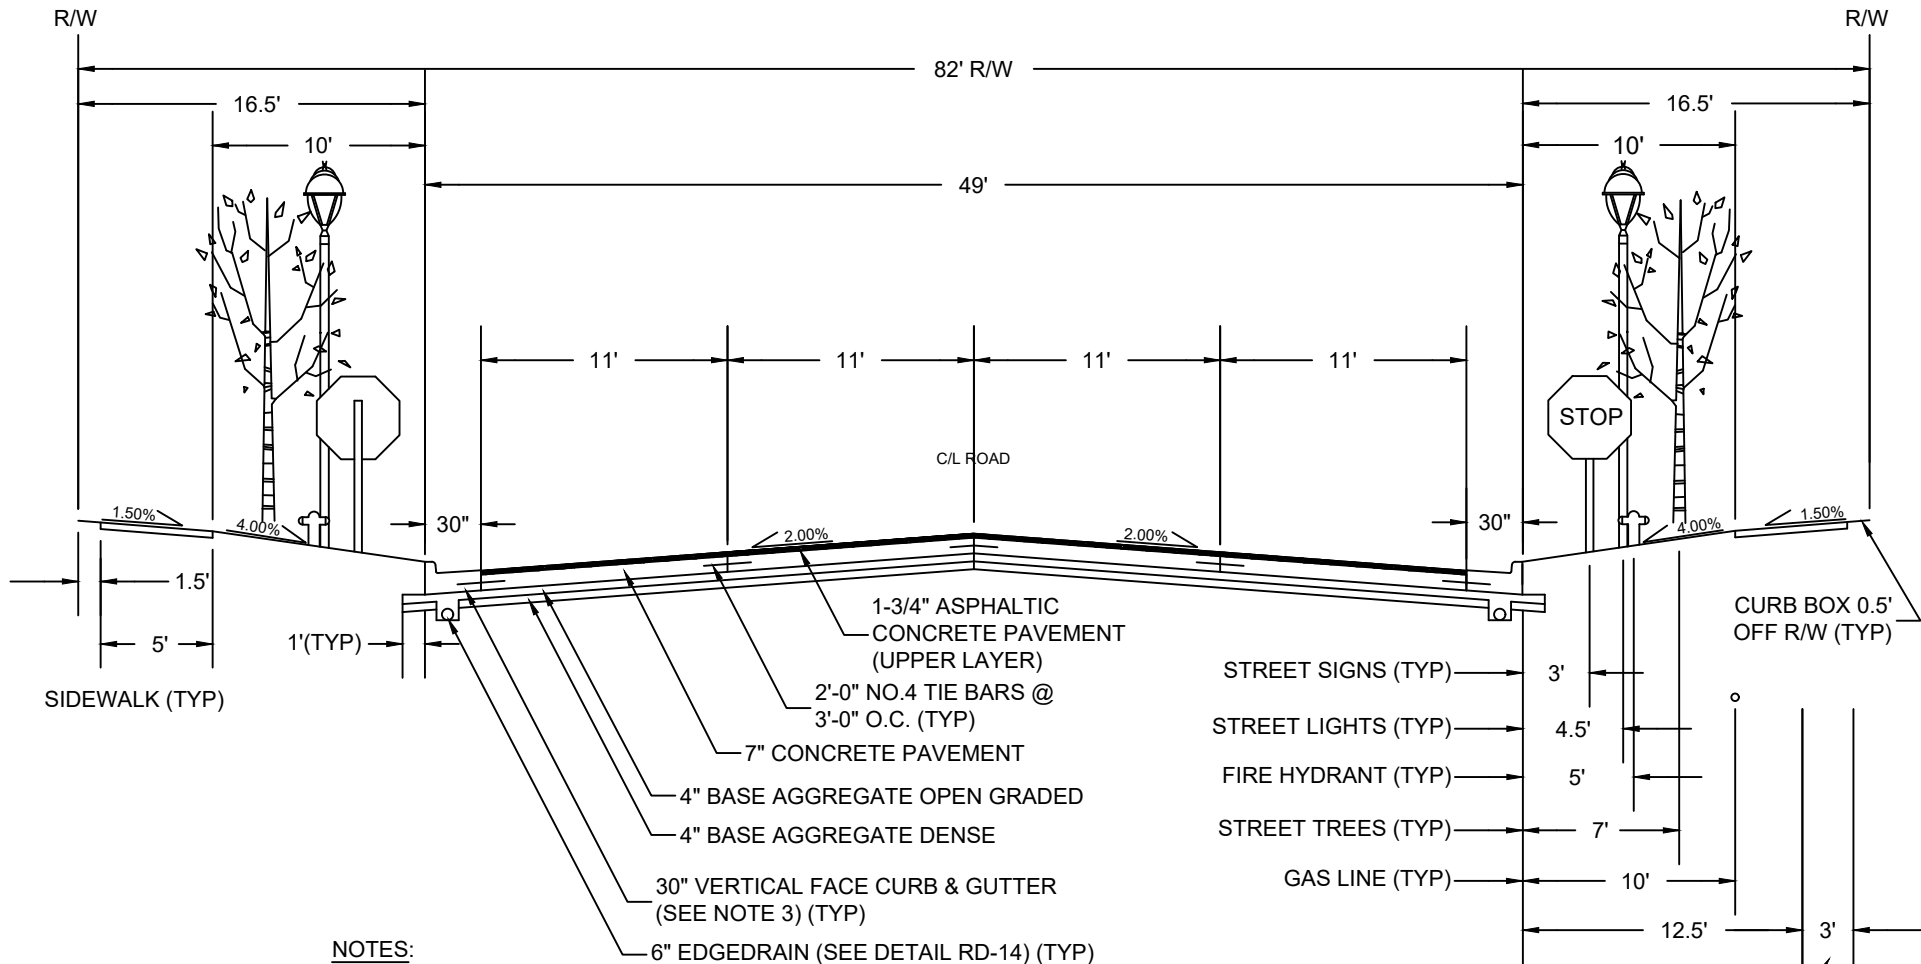 R/W
R/W
82' R/W
16.5'
16.5'
10'
10'
49'
11'
11'
11'
11'
STOP
C/L ROAD
1.50%
4.00%
30"
2.00%
2.00%
30"
4.00%
1.50%
1.5'
5'
1'(TYP)
SIDEWALK (TYP)
1-3/4" ASPHALTIC
CONCRETE PAVEMENT
(UPPER LAYER)
2'-0" NO.4 TIE BARS @
3'-0" O.C. (TYP)
7" CONCRETE PAVEMENT
4" BASE AGGREGATE OPEN GRADED
4" BASE AGGREGATE DENSE
30" VERTICAL FACE CURB & GUTTER
(SEE NOTE 3) (TYP)
6" EDGEDRAIN (SEE DETAIL RD-14) (TYP)
CURB BOX 0.5'
OFF R/W (TYP)
STREET SIGNS (TYP)
3'
STREET LIGHTS (TYP)
4.5'
FIRE HYDRANT (TYP)
5'
STREET TREES (TYP)
7'
GAS LINE (TYP)
10'
12.5'
3'
NOTES: